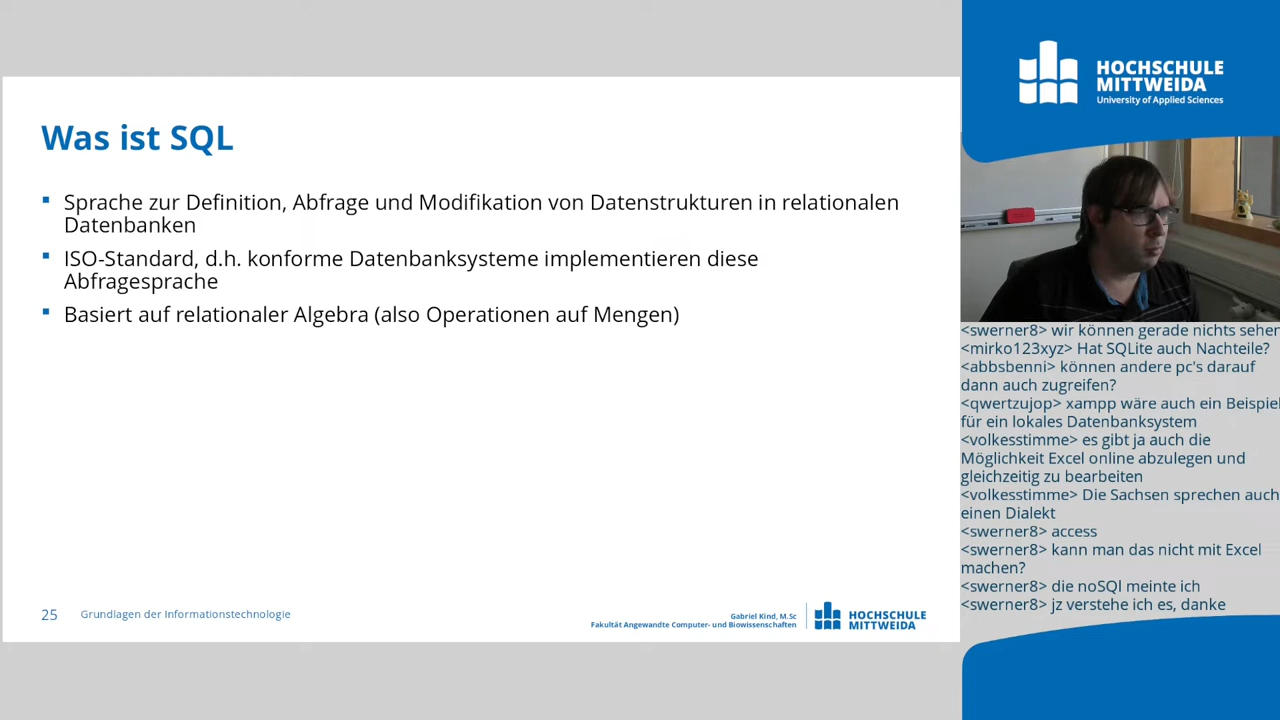 Was ist SQL
Sprache zur Definition, Abfrage und Modifikation von Datenstrukturen in relationalen
Datenbanken
ISO-Standard, d.h. konforme Datenbanksysteme implementieren diese
Abfragesprache
Basiert auf relationaler Algebra (also Operationen auf Mengen)
25
Grundlagen der Informationstechnologie
Gabriel Kind, M.Sc
Fakultät Angewandte Computer- und Biowissenschaften
HOCHSCHULE
MITTWEIDA
HOCHSCHULE
MITTWEIDA
University of Applied Sciences
<swerner8> wir können gerade nichts sehen
<mirko123xyz> Hat SQLite auch Nachteile?
<abbsbenni> können andere pc's darauf
dann auch zugreifen?
<qwertzujop> xampp wäre auch ein Beispiel
für ein lokales Datenbanksystem
<volkesstimme> es gibt ja auch die
Möglichkeit Excel online abzulegen und
gleichzeitig zu bearbeiten
<volkesstimme> Die Sachsen sprechen auch
einen Dialekt
<swerner8> access
<swerner8> kann man das nicht mit Excel
machen?
<swerner8> die noSQl meinte ich
<swerner8> jz verstehe ich es, danke